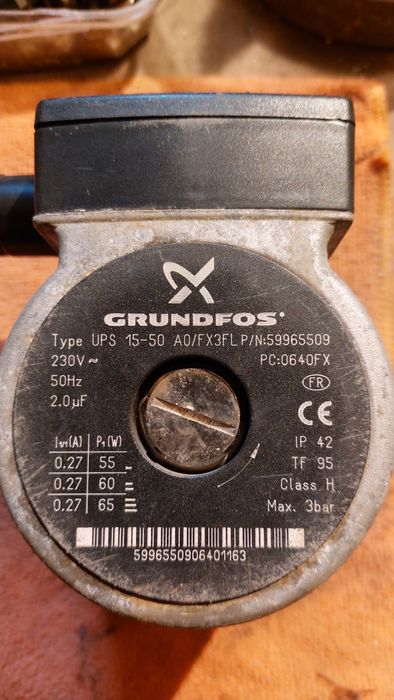 GRUNDFOS
Type UPS 15-50 AO/FX3FL P/N:59965509
230V ~ PC:0640FX
50Hz FR
2.0µF CE
I1/1(A) P1(W) IP 42
0.27 55 TF 95
0.27 60 Class H
0.27 65 Max. 3bar
5996550906401163